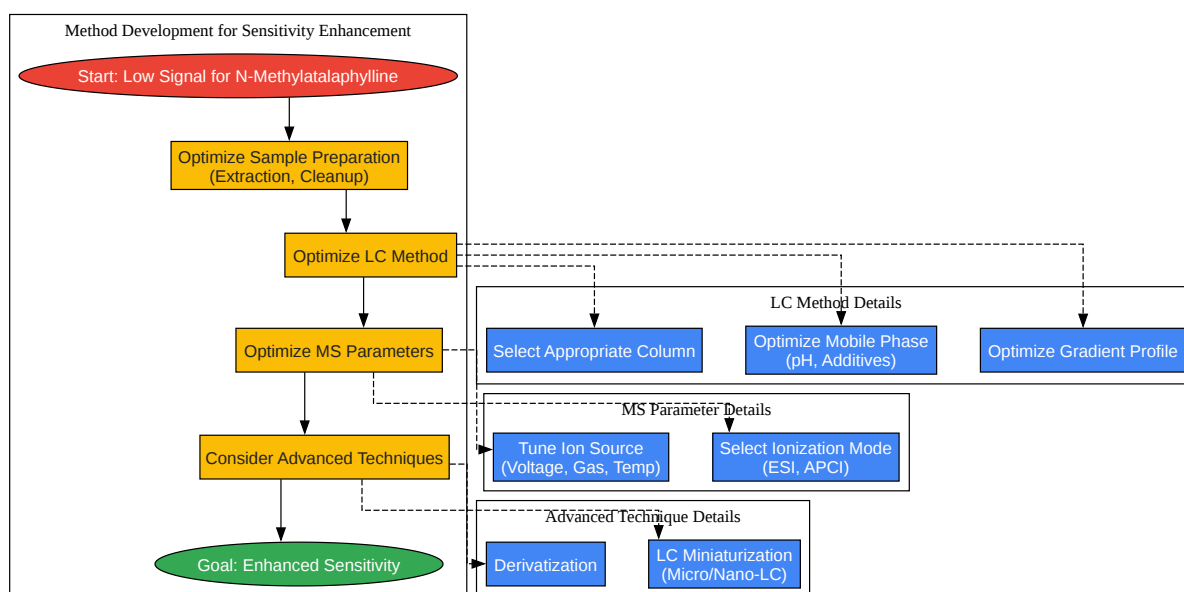 Method Development for Sensitivity Enhancement
Start: Low Signal for N-Methylatalaphylline
Optimize Sample Preparation
(Extraction, Cleanup)
Optimize LC Method
LC Method Details
Optimize MS Parameters
Select Appropriate Column
Optimize Mobile Phase
(pH, Additives)
Optimize Gradient Profile
MS Parameter Details
Consider Advanced Techniques
Tune Ion Source
(Voltage, Gas, Temp)
Select Ionization Mode
(ESI, APCI)
Advanced Technique Details
Goal: Enhanced Sensitivity
Derivatization
LC Miniaturization
(Micro/Nano-LC)